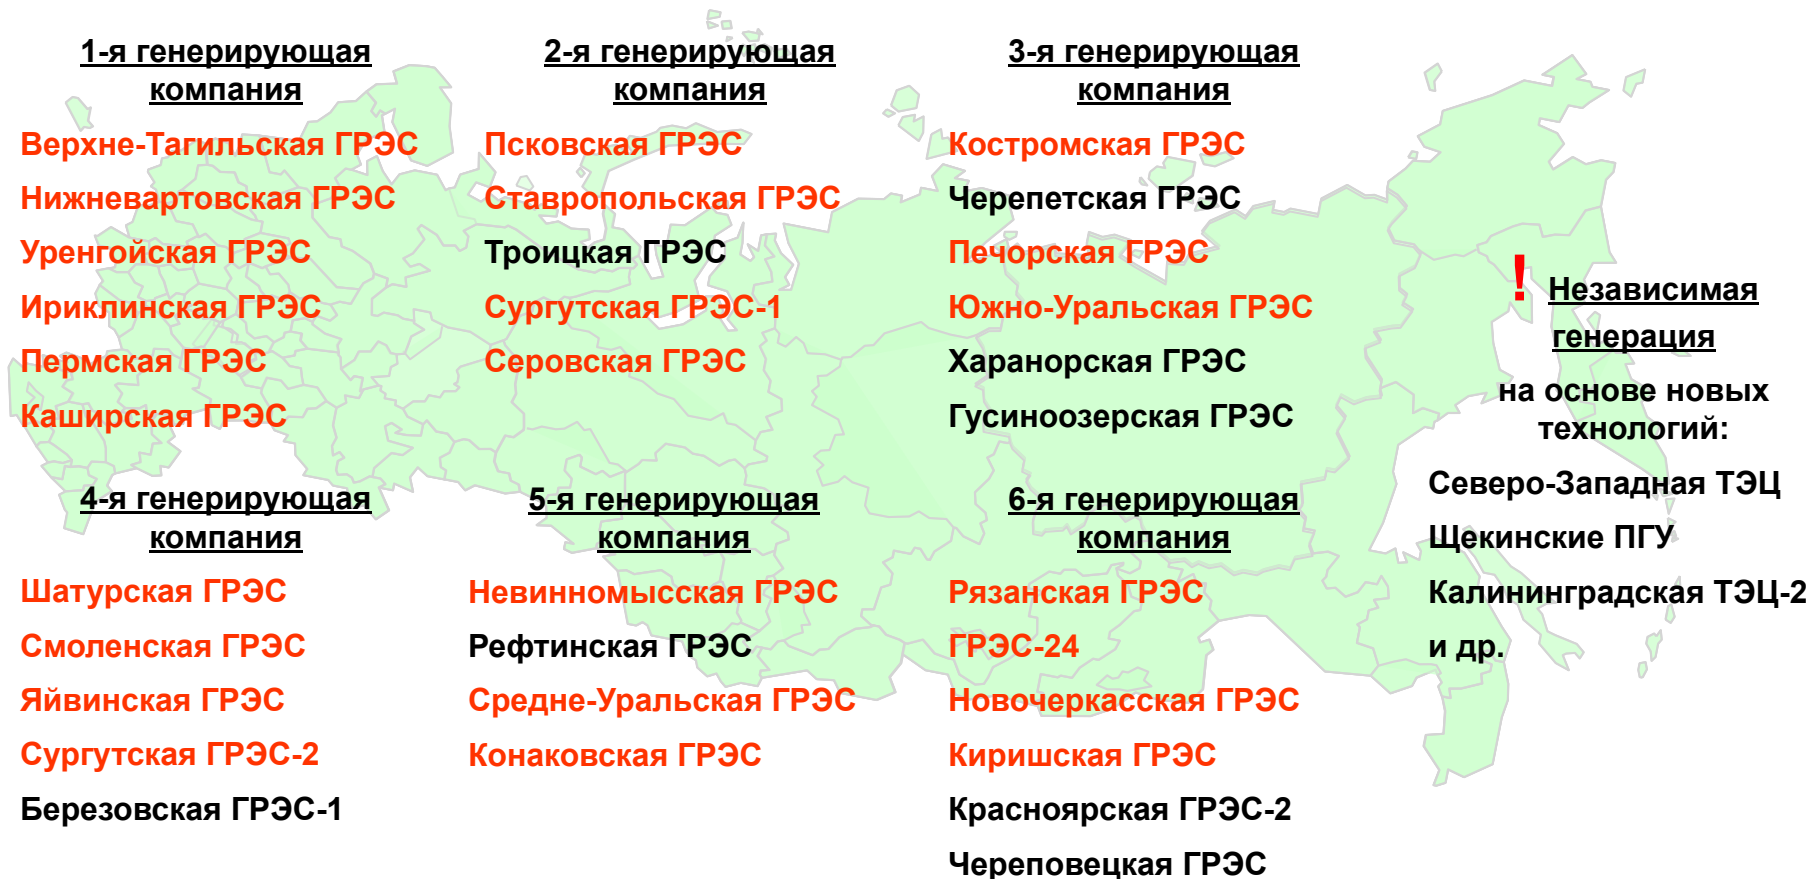 1-я генерирующая
компания
Верхне-Тагильская ГРЭС
Нижневартовская ГРЭС
Уренгойская ГРЭС
Ириклинская ГРЭС
Пермская ГРЭС
Каширская ГРЭС
2-я генерирующая
компания
Псковская ГРЭС
Ставропольская ГРЭС
Троицкая ГРЭС
Сургутская ГРЭС-1
Серовская ГРЭС
3-я генерирующая
компания
Костромская ГРЭС
Черепетская ГРЭС
Печорская ГРЭС
Южно-Уральская ГРЭС
Харанорская ГРЭС
Гусиноозерская ГРЭС
4-я генерирующая
компания
Шатурская ГРЭС
Смоленская ГРЭС
Яйвинская ГРЭС
Сургутская ГРЭС-2
Березовская ГРЭС-1
5-я генерирующая
компания
Невинномысская ГРЭС
Рефтинская ГРЭС
Средне-Уральская ГРЭС
Конаковская ГРЭС
6-я генерирующая
компания
Рязанская ГРЭС
ГРЭС-24
Новочеркасская ГРЭС
Киришская ГРЭС
Красноярская ГРЭС-2
Череповецкая ГРЭС
! Независимая
генерация
на основе новых
технологий:
Северо-Западная ТЭЦ
Щекинские ПГУ
Калининградская ТЭЦ-2
и др.